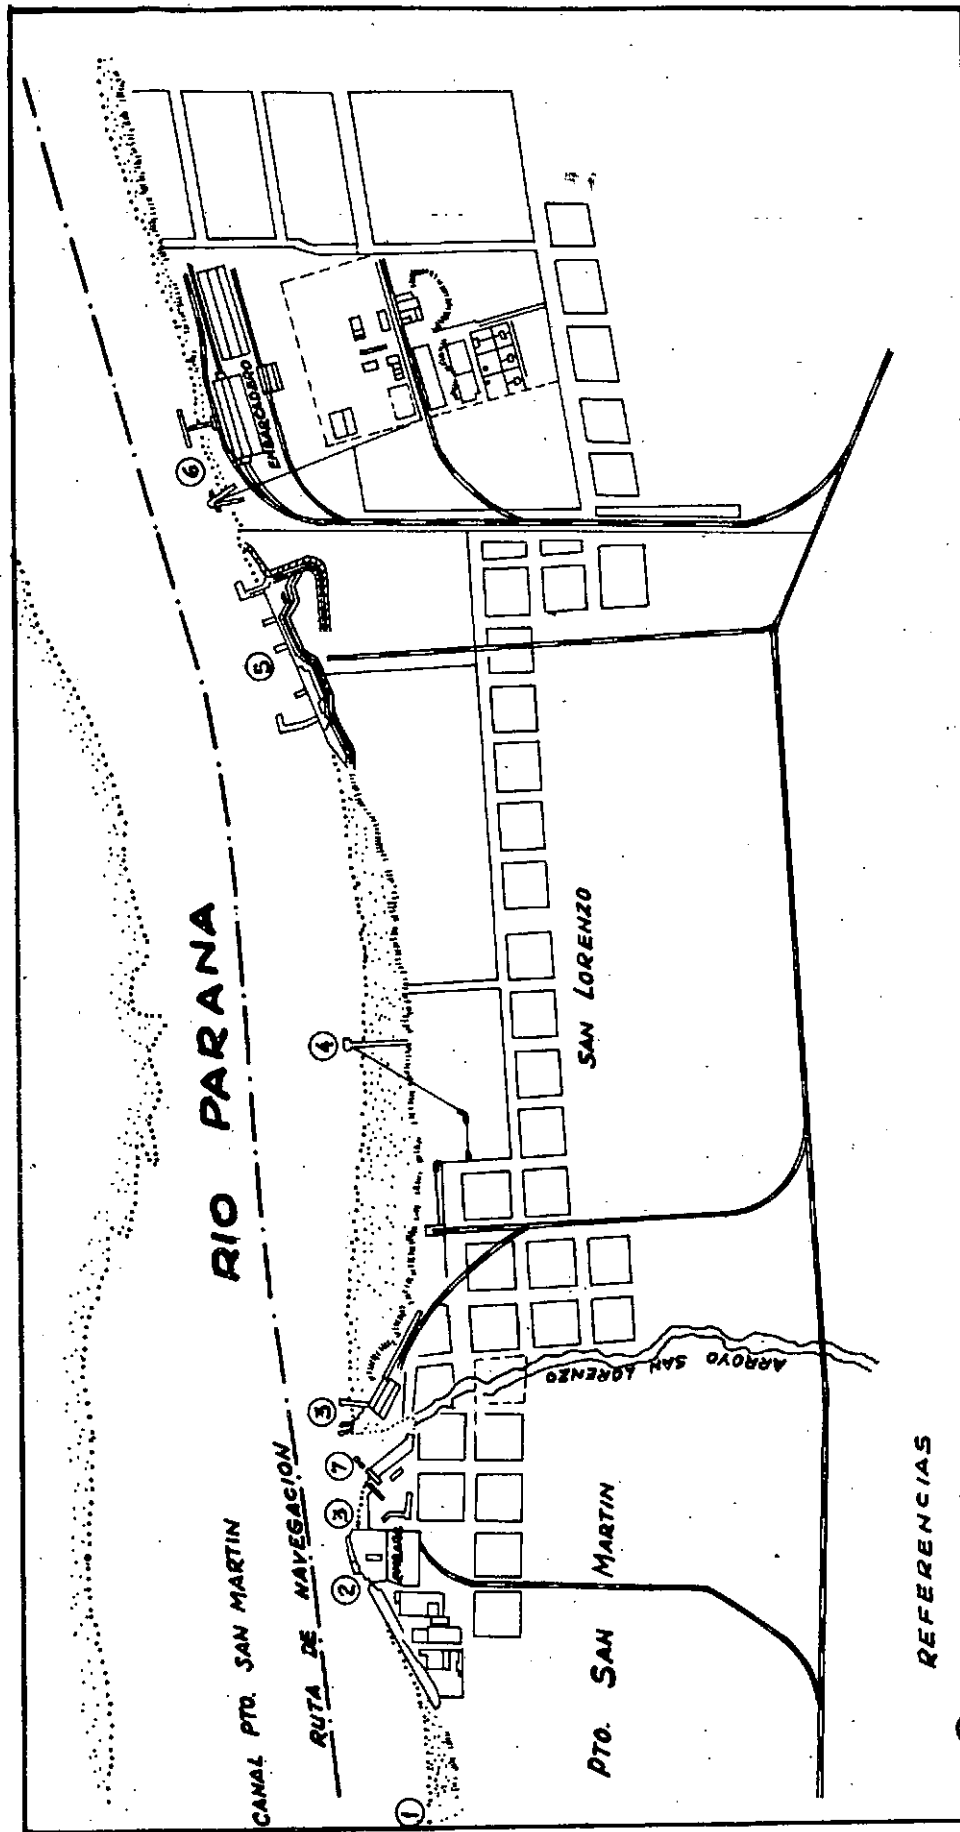 RIO PARANA
CANAL PTO. SAN MARTIN
RUTA DE NAVEGACION
1
2
3
7
3
4
5
6
EMBARCADERO
ARROYO SAN LORENZO
PTO. SAN MARTIN
SAN LORENZO
REFERENCIAS